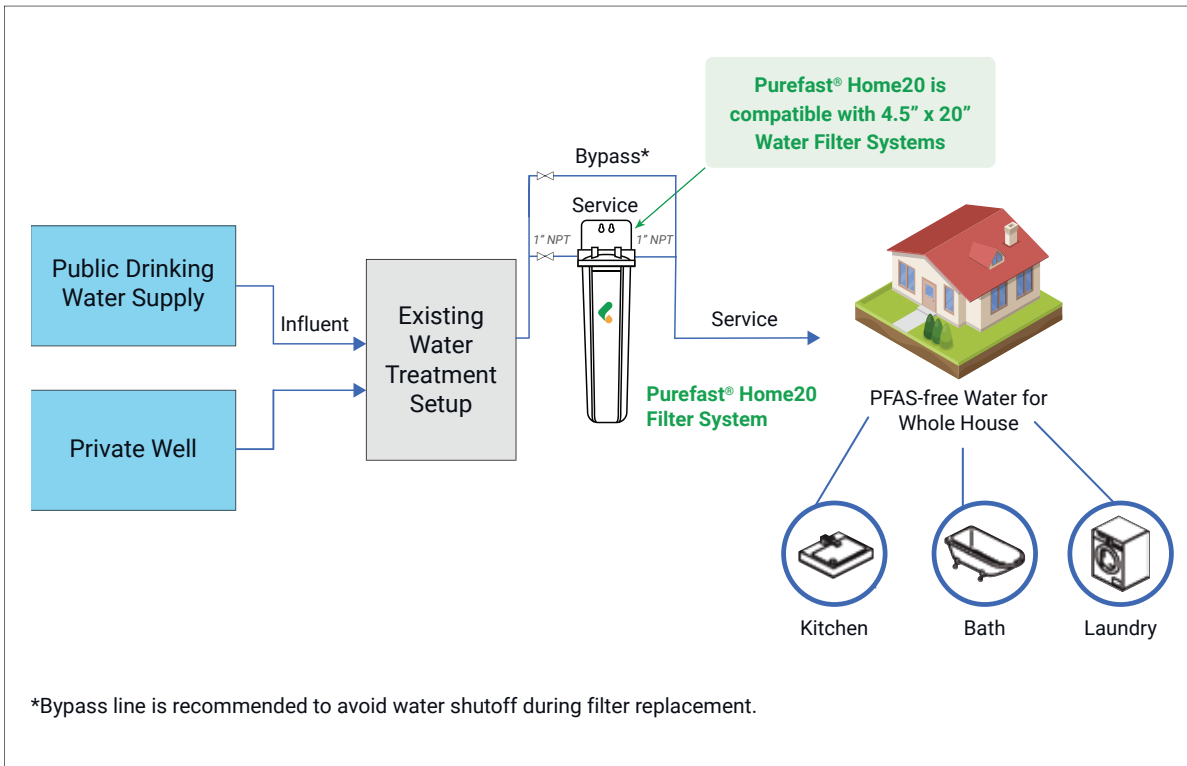 Purefast® Home20 is
compatible with 4.5” x 20”
Water Filter Systems
Bypass*
Service
1” NPT
1” NPT
Public Drinking
Water Supply
Influent
Existing
Water
Treatment
Setup
Service
Private Well
Purefast® Home20
Filter System
PFAS-free Water for
Whole House
Kitchen
Bath
Laundry
*Bypass line is recommended to avoid water shutoff during filter replacement.